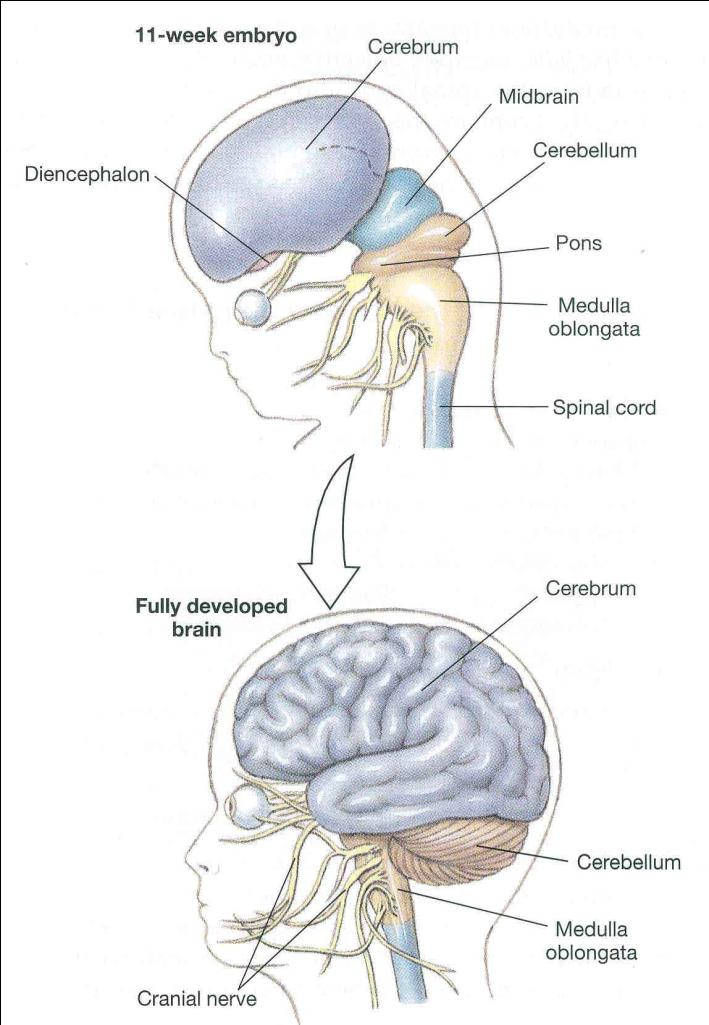 11-week embryo
Cerebrum
Midbrain
Cerebellum
Diencephalon
Pons
Medulla
oblongata
Spinal cord
Fully developed
brain
Cerebrum
Cerebellum
Medulla
oblongata
Cranial nerve